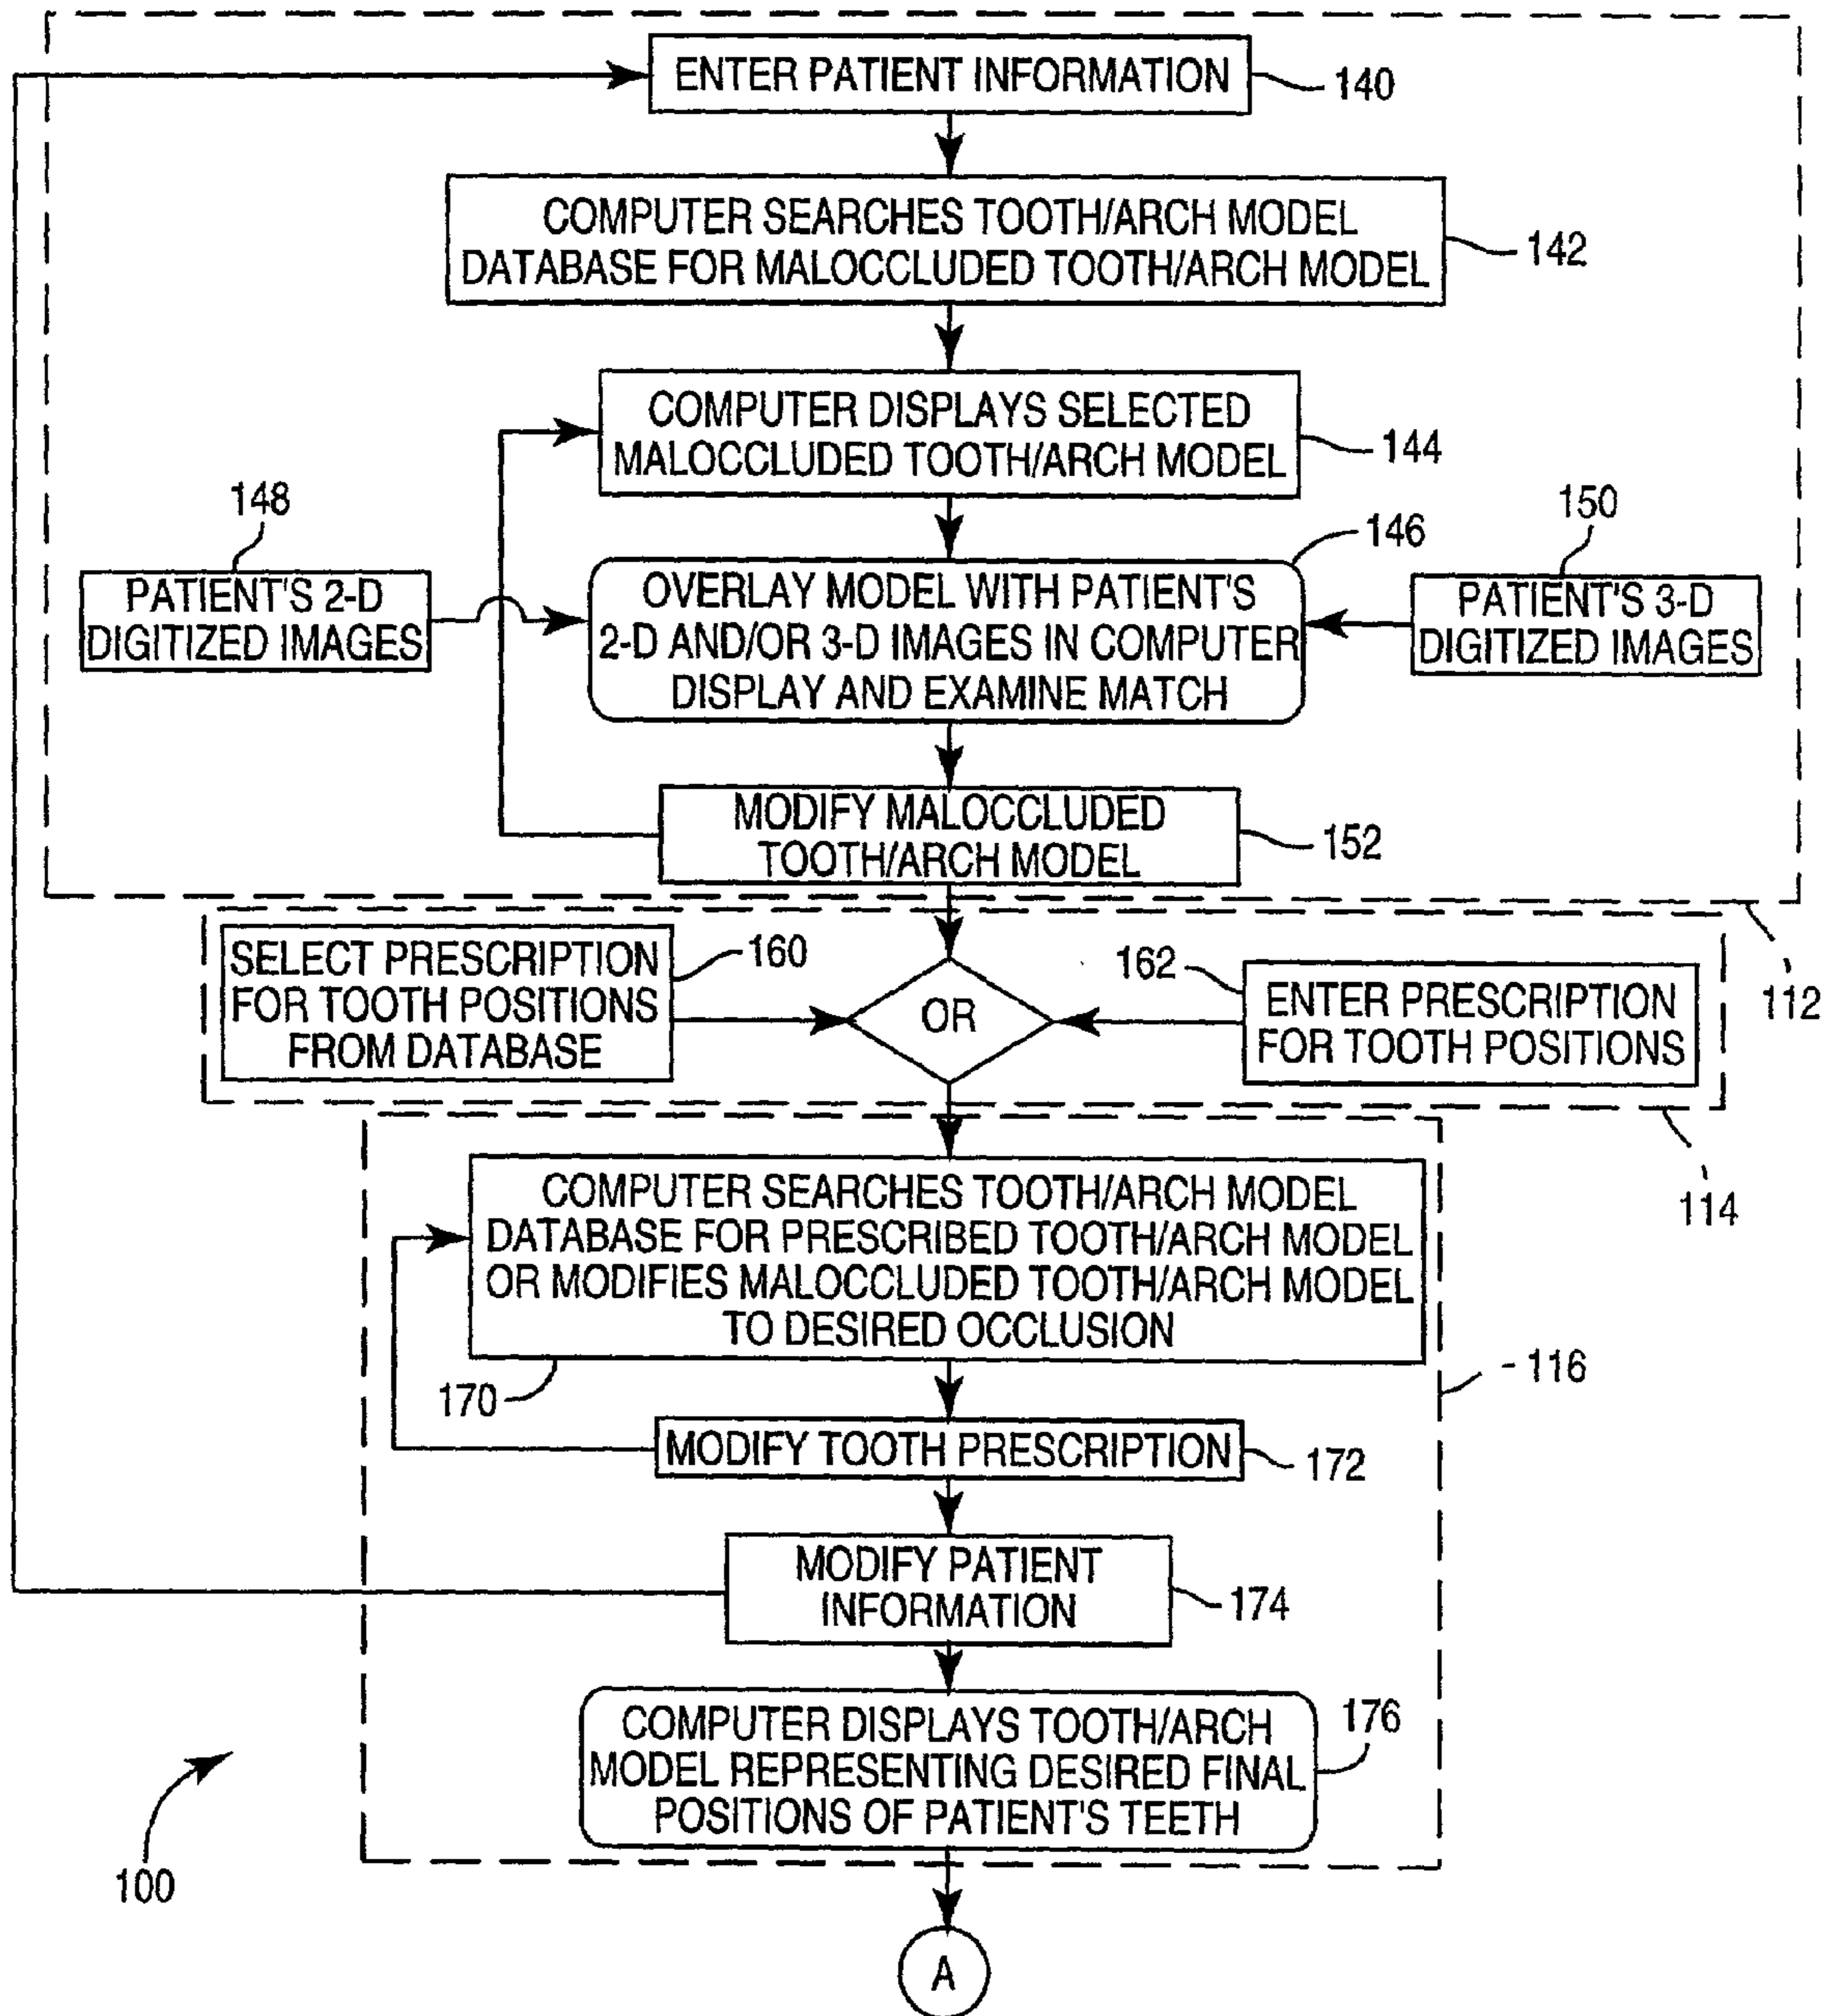 ENTER PATIENT INFORMATION
140
COMPUTER SEARCHES TOOTH/ARCH MODEL
DATABASE FOR MALOCCLUDED TOOTH/ARCH MODEL
142
COMPUTER DISPLAYS SELECTED
MALOCCLUDED TOOTH/ARCH MODEL
144
148
PATIENT'S 2-D
DIGITIZED IMAGES
146
OVERLAY MODEL WITH PATIENT'S
2-D AND/OR 3-D IMAGES IN COMPUTER
DISPLAY AND EXAMINE MATCH
150
PATIENT'S 3-D
DIGITIZED IMAGES
MODIFY MALOCCLUDED
TOOTH/ARCH MODEL
152
112
SELECT PRESCRIPTION
FOR TOOTH POSITIONS
FROM DATABASE
160
OR
162
ENTER PRESCRIPTION
FOR TOOTH POSITIONS
114
COMPUTER SEARCHES TOOTH/ARCH MODEL
DATABASE FOR PRESCRIBED TOOTH/ARCH MODEL
OR MODIFIES MALOCCLUDED TOOTH/ARCH MODEL
TO DESIRED OCCLUSION
170
116
MODIFY TOOTH PRESCRIPTION
172
MODIFY PATIENT
INFORMATION
174
COMPUTER DISPLAYS TOOTH/ARCH
MODEL REPRESENTING DESIRED FINAL
POSITIONS OF PATIENT'S TEETH
176
100
A